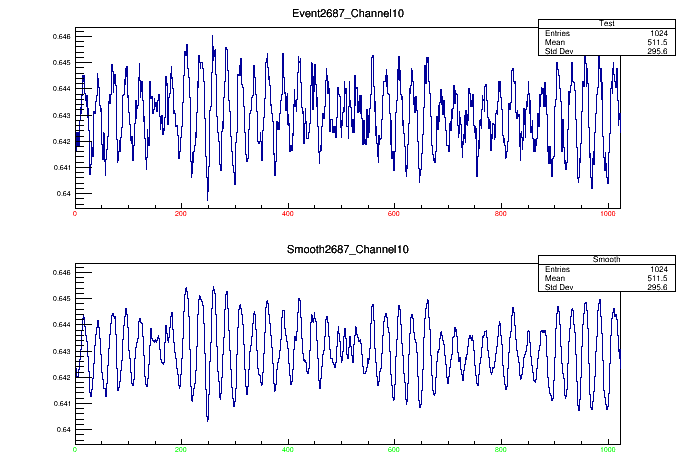 Event2687_Channel10
Test
Entries 1024
Mean 511.5
Std Dev 295.6
0.646
0.645
0.644
0.643
0.642
0.641
0.64
0 200 400 600 800 1000
Smooth2687_Channel10
Smooth
Entries 1024
Mean 511.5
Std Dev 295.6
0.646
0.645
0.644
0.643
0.642
0.641
0.64
0 200 400 600 800 1000